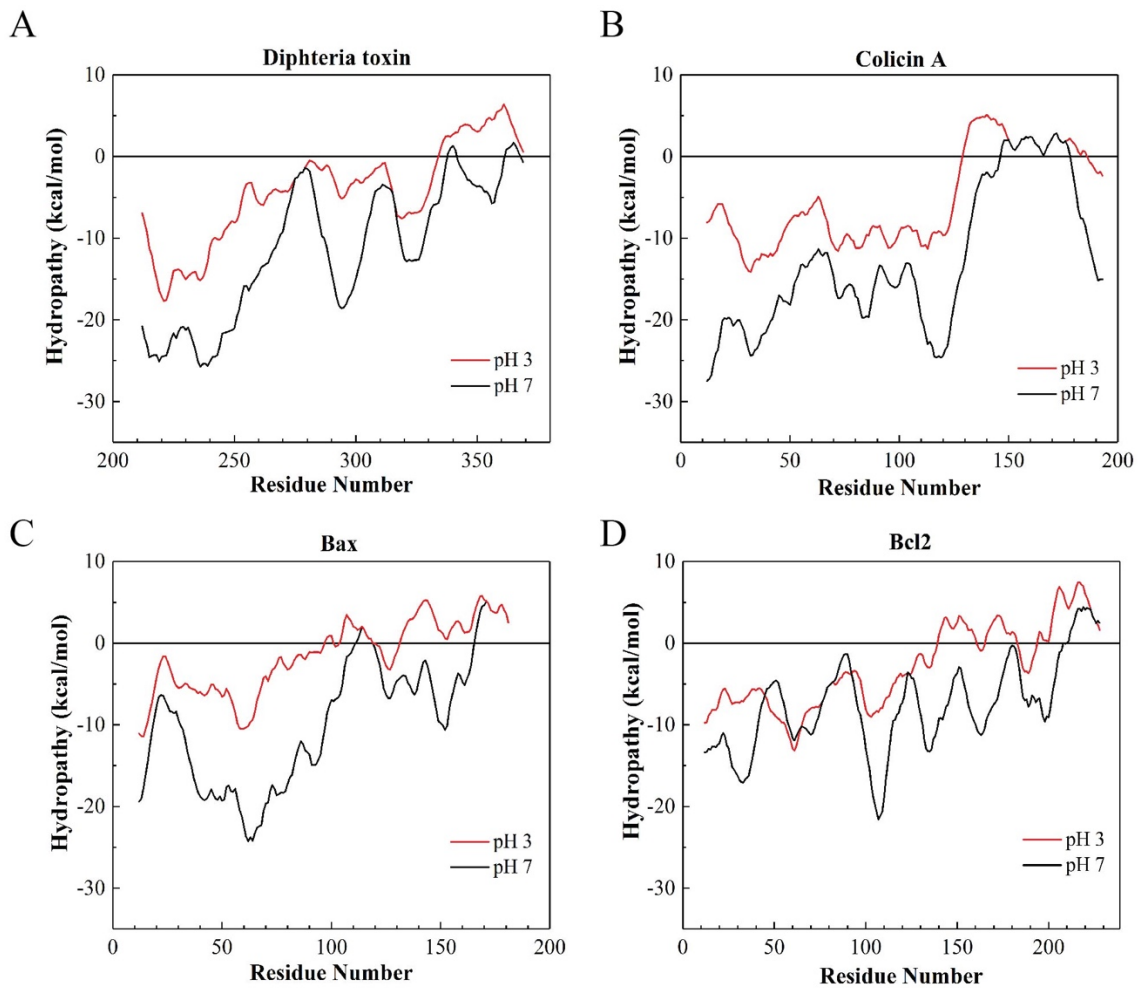 A
Diphteria toxin
Hydropathy (kcal/mol)
10
0
-10
-20
-30
pH 3
pH 7
200
250
300
350
Residue Number
B
Colicin A
Hydropathy (kcal/mol)
10
0
-10
-20
-30
pH 3
pH 7
0
50
100
150
200
Residue Number
C
Bax
Hydropathy (kcal/mol)
10
0
-10
-20
-30
pH 3
pH 7
0
50
100
150
200
Residue Number
D
Bcl2
Hydropathy (kcal/mol)
10
0
-10
-20
-30
pH 3
pH 7
0
50
100
150
200
Residue Number